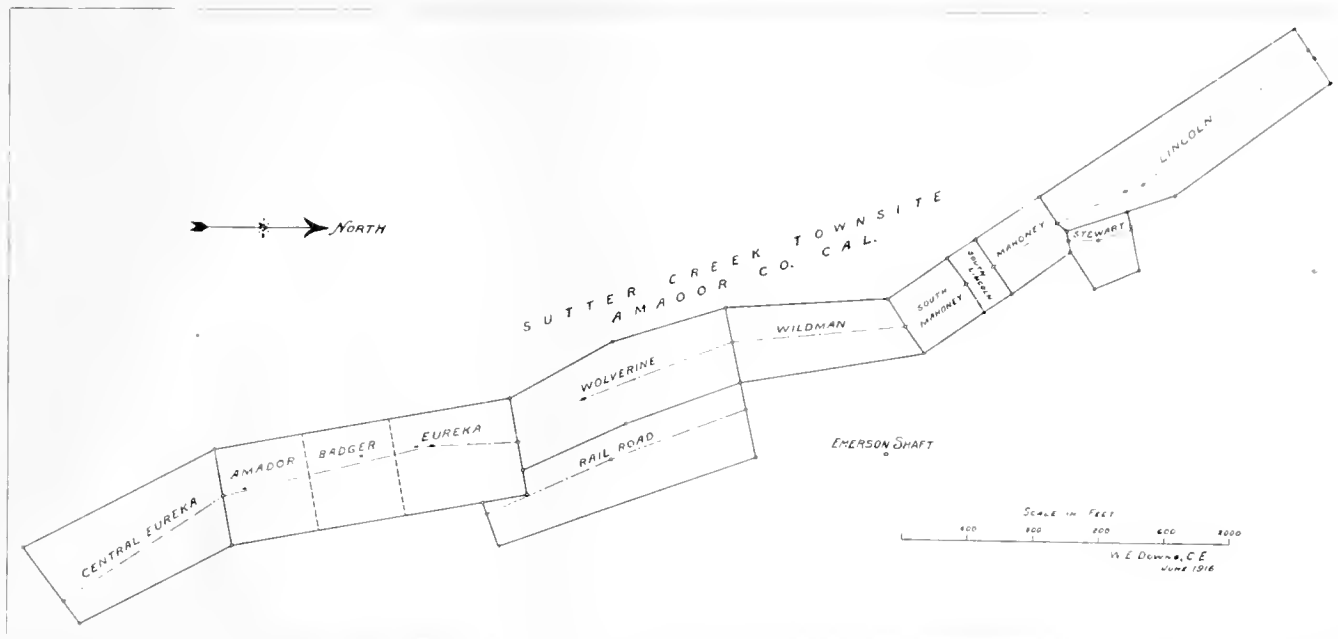 LINCOLN
NORTH
SUTTER CREEK TOWNSITE
AMADOR CO. CAL.
STEWART
MAHONEY
SOUTH
LINCOLN
SOUTH
MAHONEY
WILDMAN
WOLVERINE
RAIL ROAD
EUREKA
BADGER
AMADOR
CENTRAL EUREKA
EMERSON SHAFT
SCALE IN FEET
W E DOWNS, C E
JUNE 1916